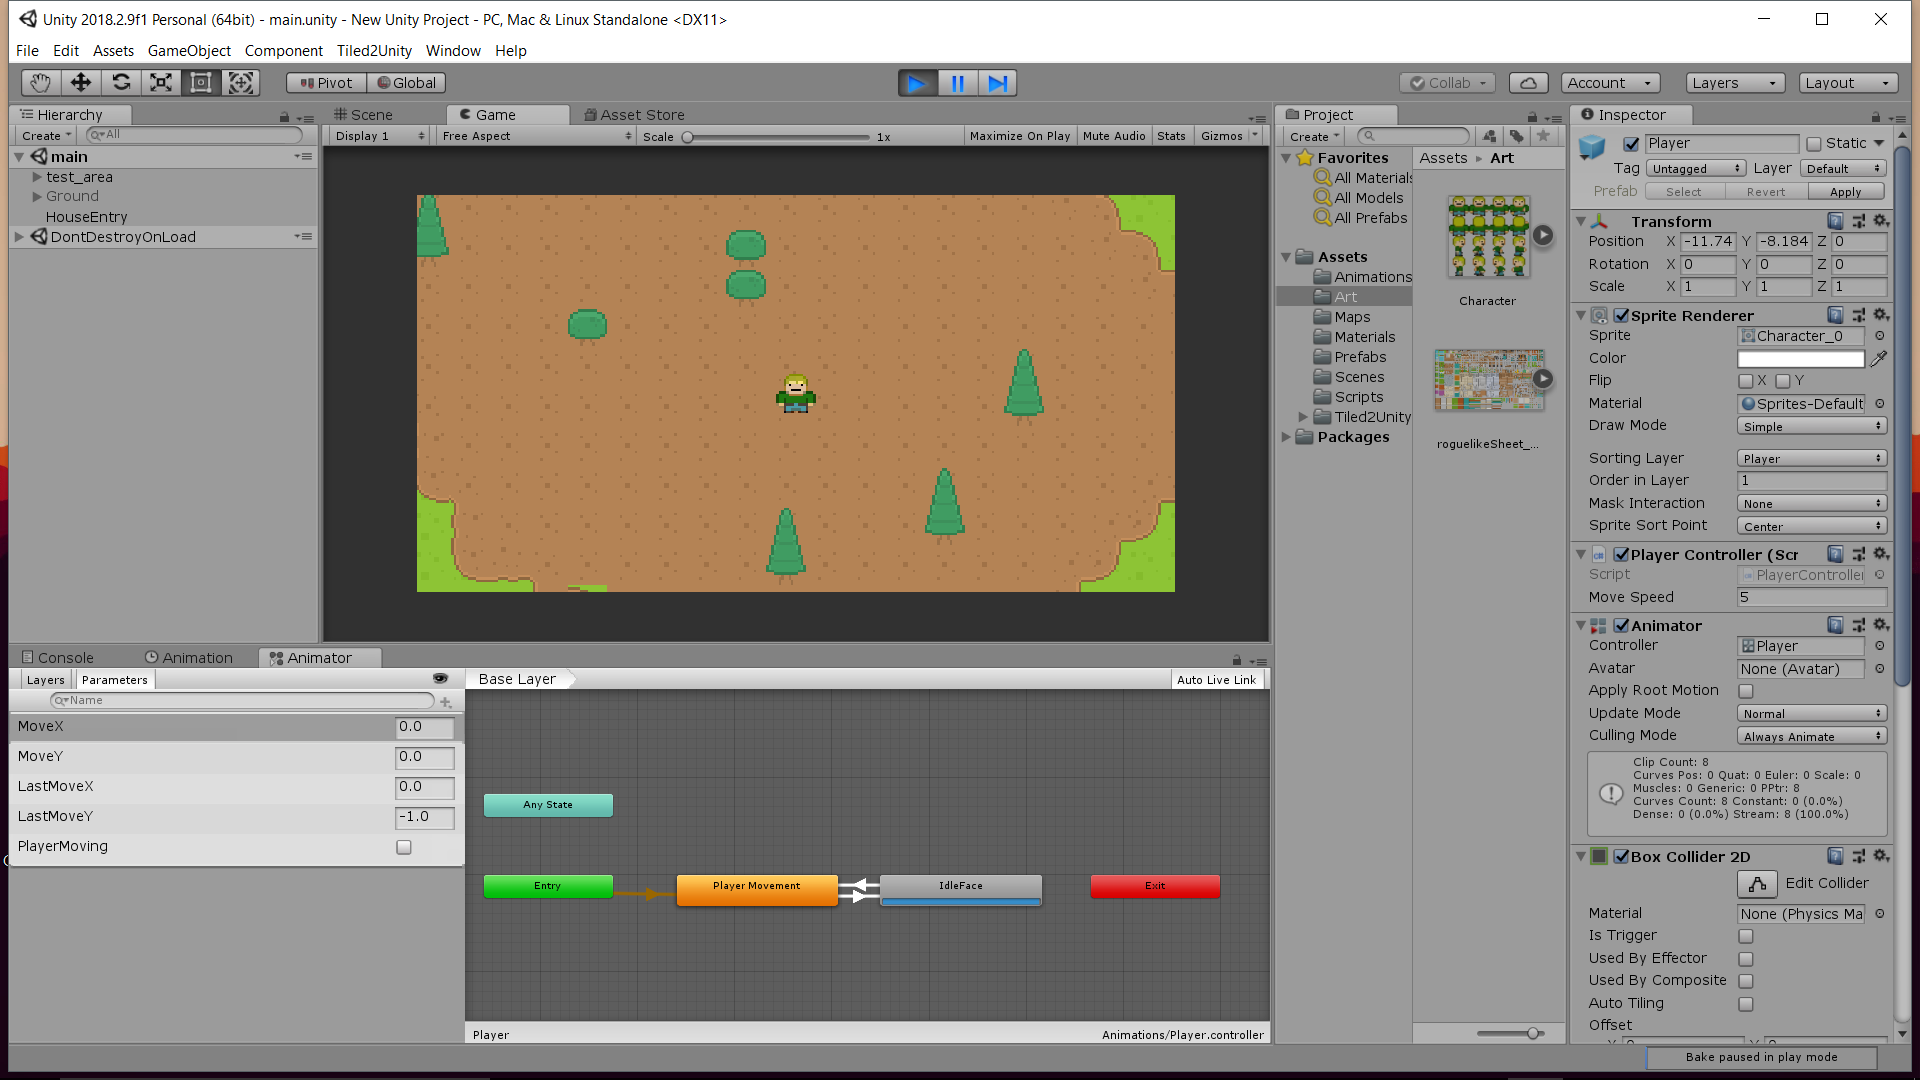 Unity 2018.2.9f1 Personal (64bit) - main.unity - New Unity Project - PC, Mac & Linux Standalone <DX11>
File Edit Assets GameObject Component Tiled2Unity Window Help
Pivot Global Collab Account Layers Layout
Hierarchy
Create All
main
test_area
Ground
HouseEntry
DontDestroyOnLoad
Scene Game Asset Store
Display 1 Free Aspect Scale 1x Maximize On Play Mute Audio Stats Gizmos
Project
Create
Favorites
All Materials
All Models
All Prefabs
Assets
Animations
Art
Maps
Materials
Prefabs
Scenes
Scripts
Tiled2Unity
Packages
Assets Art
Character
roguelikeSheet_...
Inspector
Player Static
Tag Untagged Layer Default
Prefab Select Revert Apply
Transform
Position X -11.74 Y -8.184 Z 0
Rotation X 0 Y 0 Z 0
Scale X 1 Y 1 Z 1
Sprite Renderer
Sprite Character_0
Color
Flip X Y
Material Sprites-Default
Draw Mode Simple
Sorting Layer Player
Order in Layer 1
Mask Interaction None
Sprite Sort Point Center
Player Controller (Scr
Script PlayerController
Move Speed 5
Animator
Controller Player
Avatar None (Avatar)
Apply Root Motion
Update Mode Normal
Culling Mode Always Animate
Clip Count: 8
Curves Pos: 0 Quat: 0 Euler: 0 Scale: 0
Muscles: 0 Generic: 0 PPtr: 8
Curves Count: 8 Constant: 0 (0.0%)
Dense: 0 (0.0%) Stream: 8 (100.0%)
Box Collider 2D
Edit Collider
Material None (Physics Ma
Is Trigger
Used By Effector
Used By Composite
Auto Tiling
Offset
Console Animation Animator
Layers Parameters
Name
MoveX 0.0
MoveY 0.0
LastMoveX 0.0
LastMoveY -1.0
PlayerMoving
Base Layer Auto Live Link
Any State
Entry Player Movement IdleFace Exit
Player Animations/Player.controller
Bake paused in play mode